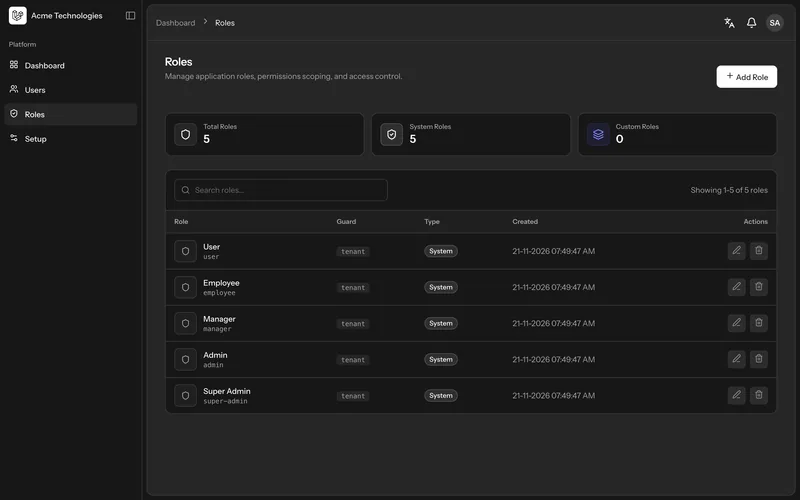 Acme Technologies
Platform
Dashboard
Users
Roles
Setup
Dashboard > Roles
SA
Roles
Manage application roles, permissions scoping, and access control.
+ Add Role
Total Roles
5
System Roles
5
Custom Roles
0
Search roles...
Showing 1-5 of 5 roles
Role Guard Type Created Actions
User
user
tenant System 21-11-2026 07:49:47 AM
Employee
employee
tenant System 21-11-2026 07:49:47 AM
Manager
manager
tenant System 21-11-2026 07:49:47 AM
Admin
admin
tenant System 21-11-2026 07:49:47 AM
Super Admin
super-admin
tenant System 21-11-2026 07:49:47 AM